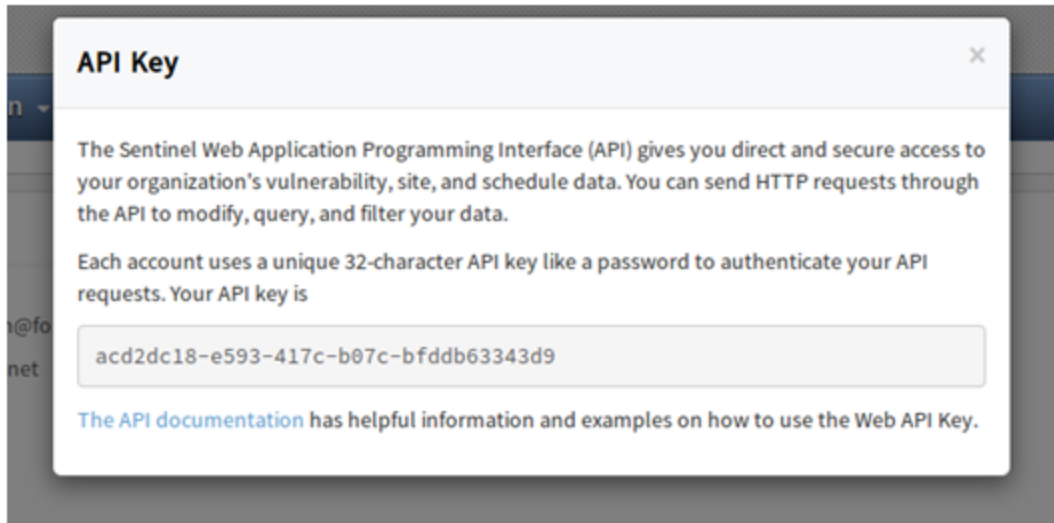 API Key
×
n
The Sentinel Web Application Programming Interface (API) gives you direct and secure access to
your organization's vulnerability, site, and schedule data. You can send HTTP requests through
the API to modify, query, and filter your data.
Each account uses a unique 32-character API key like a password to authenticate your API
requests. Your API key is
@fo
acd2dc18-e593-417c-b07c-bfddb63343d9
net
The API documentation has helpful information and examples on how to use the Web API Key.